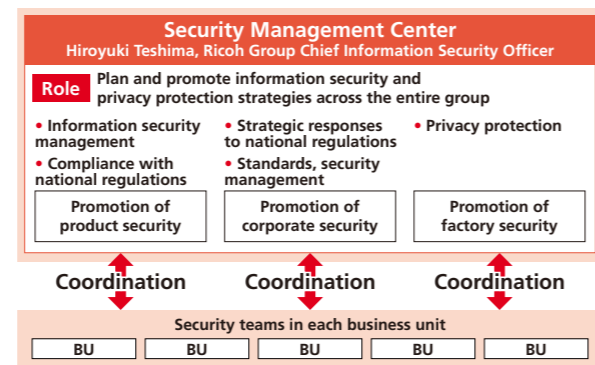 Security Management Center
Hiroyuki Teshima, Ricoh Group Chief Information Security Officer
Role
Plan and promote information security and
privacy protection strategies across the entire group
• Information security
management
• Compliance with
national regulations
• Strategic responses
to national regulations
• Standards, security
management
• Privacy protection
Promotion of
product security
Promotion of
corporate security
Promotion of
factory security
Coordination
Coordination
Coordination
Security teams in each business unit
BU
BU
BU
BU
BU